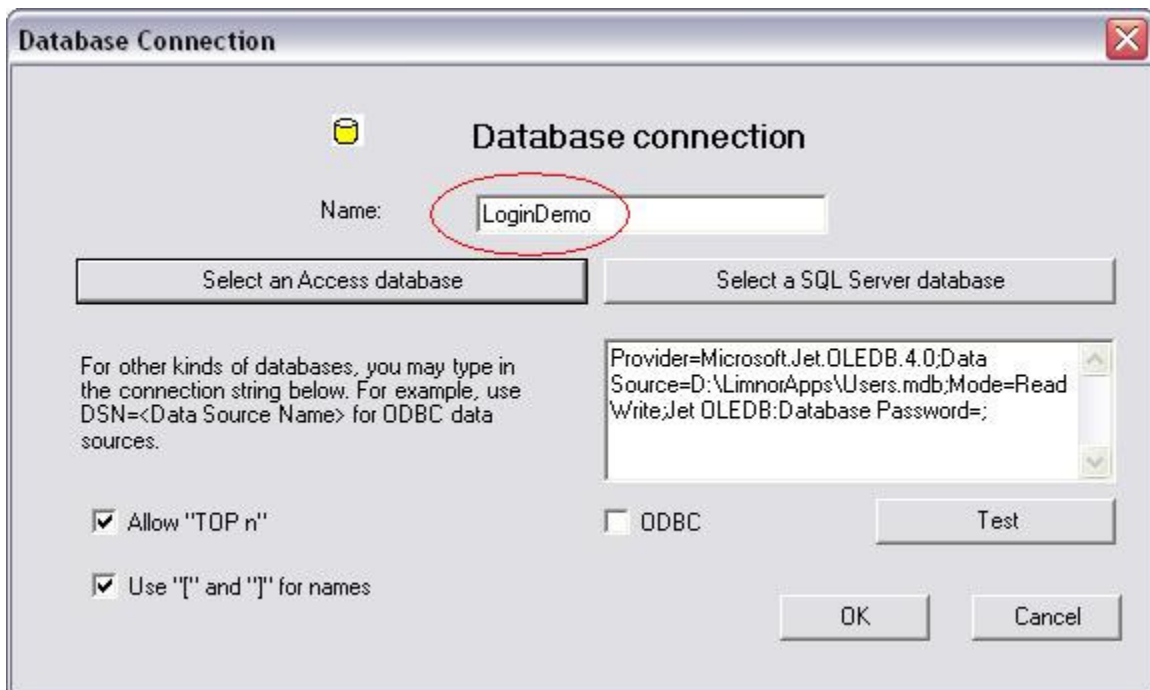 Database Connection
Database connection
Name:
LoginDemo
Select an Access database
Select a SQL Server database
For other kinds of databases, you may type in
the connection string below. For example, use
DSN=<Data Source Name> for ODBC data
sources.
Provider=Microsoft.Jet.OLEDB.4.0;Data
Source=D:\LimnorApps\Users.mdb;Mode=Read
Write;Jet OLEDB:Database Password=;
Allow "TOP n"
ODBC
Test
Use "[" and "]" for names
OK
Cancel